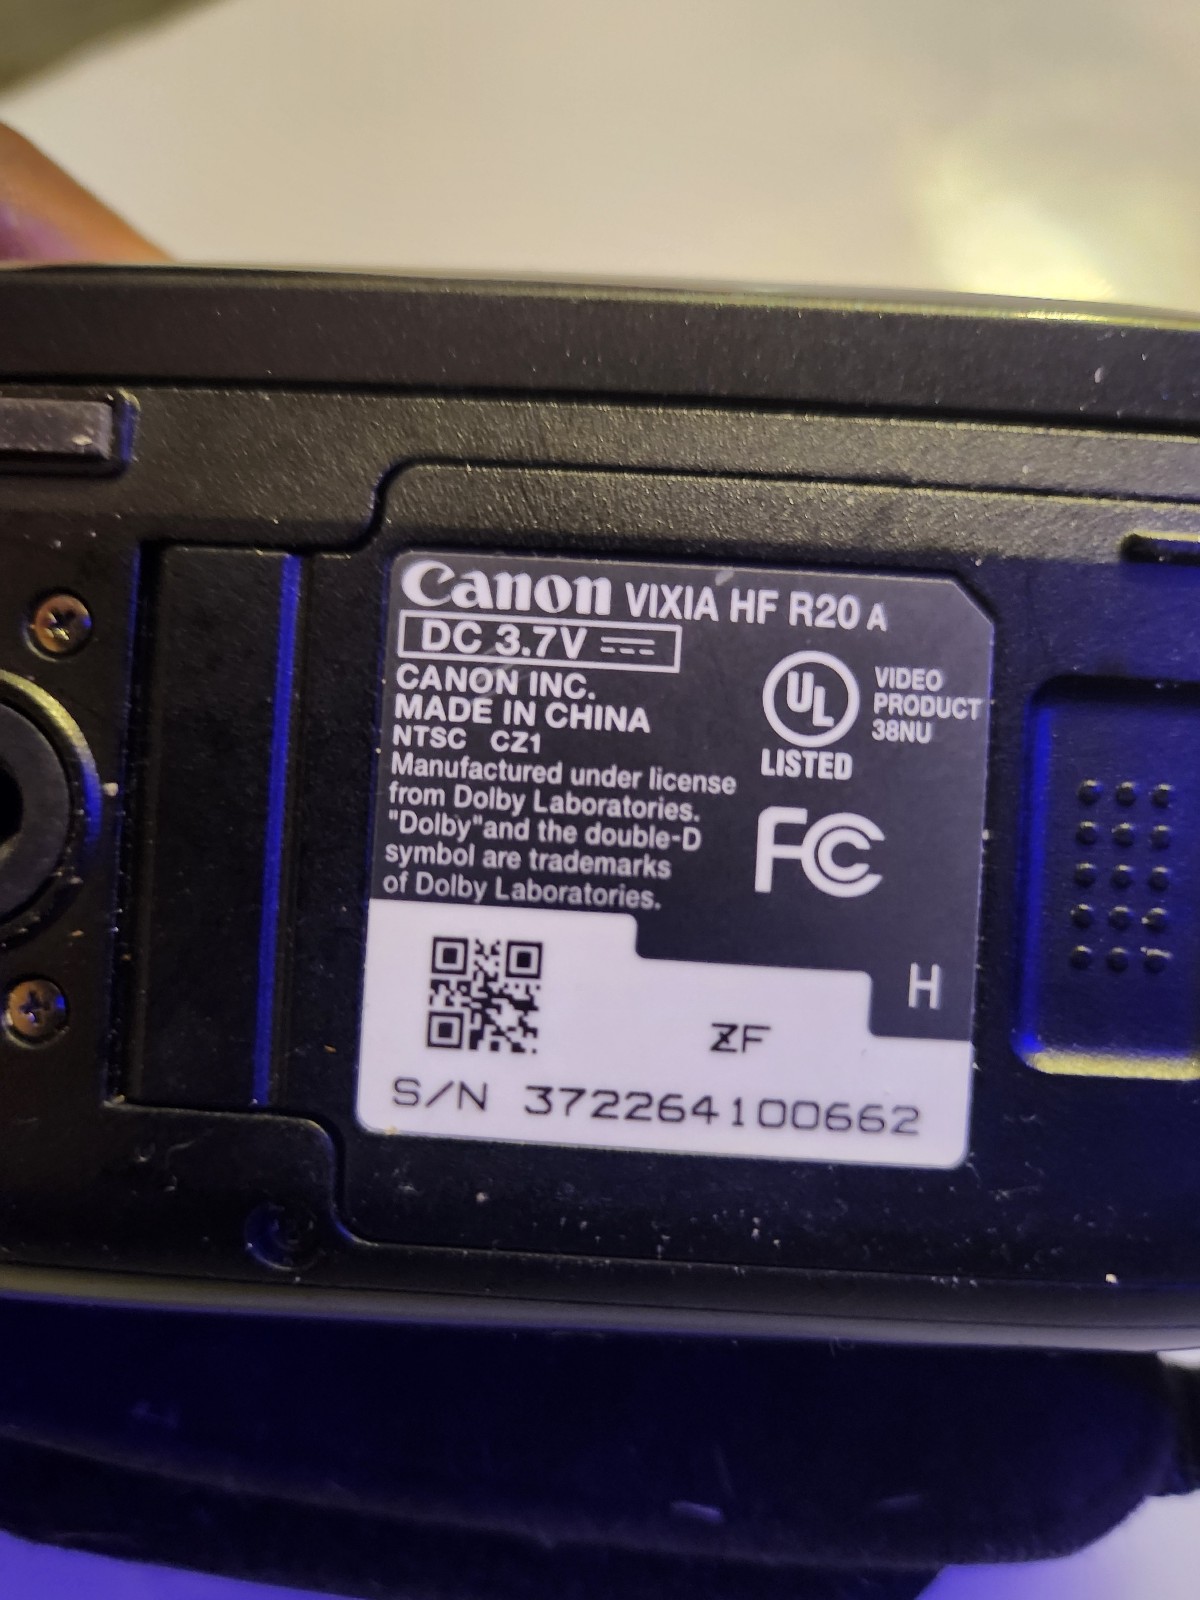 Canon VIXIA HF R20 A
DC 3.7V
CANON INC.
MADE IN CHINA
NTSC CZ1
Manufactured under license
from Dolby Laboratories.
"Dolby"and the double-D
symbol are trademarks
of Dolby Laboratories.
UL
LISTED
VIDEO
PRODUCT
38NU
FC
H
ZF
S/N 372264100662